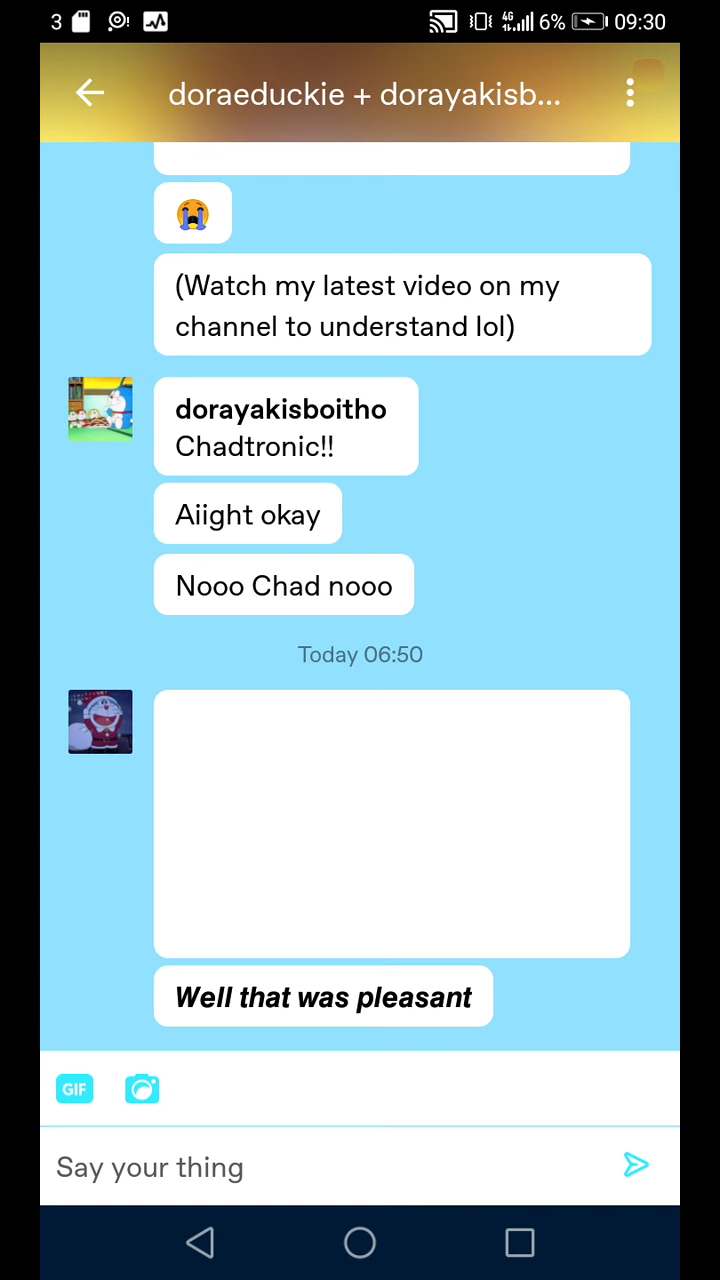 3 4G 6% 09:30
doraeduckie + dorayakisb...
(Watch my latest video on my
channel to understand lol)
dorayakisboitho
Chadtronic!!
Aiight okay
Nooo Chad nooo
Today 06:50
Well that was pleasant
GIF
Say your thing